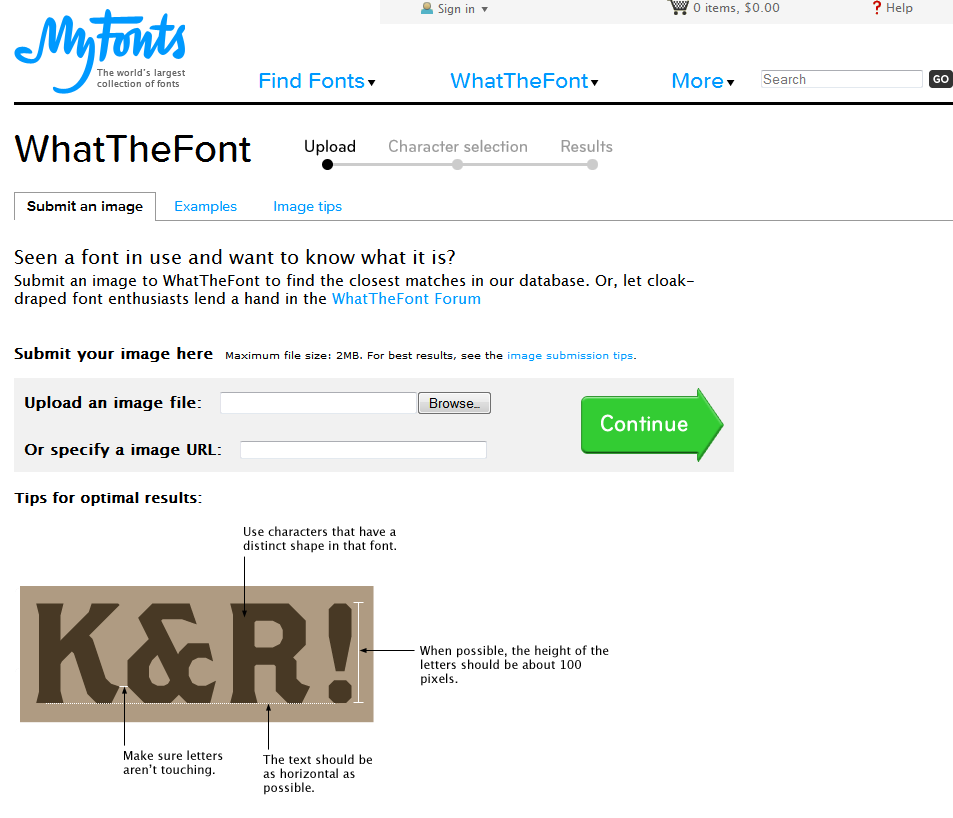 Sign in
0 items, $0.00
? Help
MyFonts
The world's largest
collection of fonts
Find Fonts
WhatTheFont
More
Search
GO
WhatTheFont
Upload
Character selection
Results
Submit an image
Examples
Image tips
Seen a font in use and want to know what it is?
Submit an image to WhatTheFont to find the closest matches in our database. Or, let cloak-
draped font enthusiasts lend a hand in the WhatTheFont Forum
Submit your image here Maximum file size: 2MB. For best results, see the image submission tips.
Upload an image file:
Browse...
Or specify a image URL:
Continue
Tips for optimal results:
Use characters that have a
distinct shape in that font.
K&R!
When possible, the height of the
letters should be about 100
pixels.
Make sure letters
aren't touching.
The text should be
as horizontal as
possible.